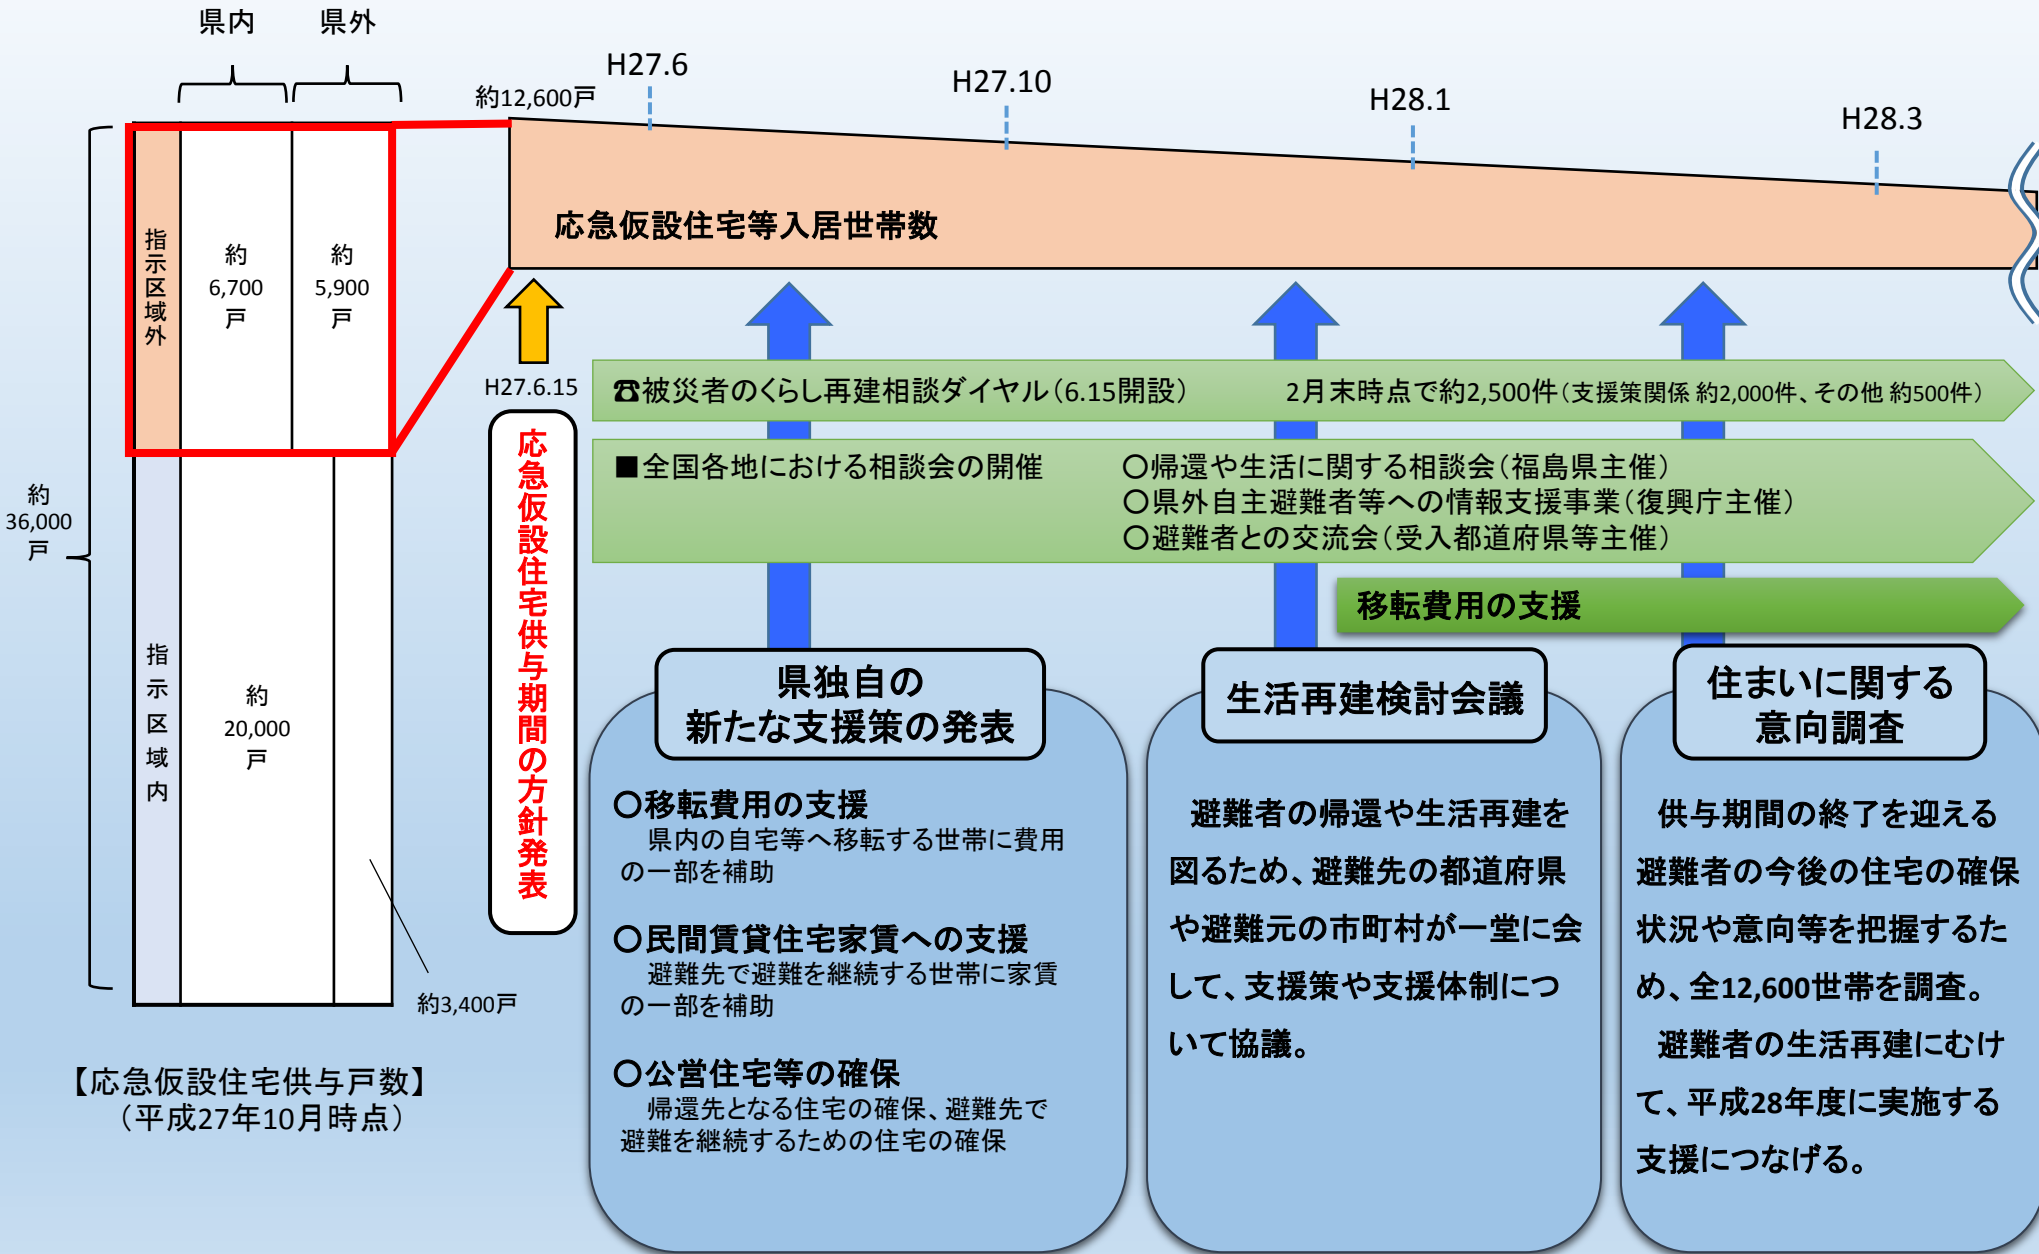 県内
県外
約12,600戸
H27.6
H27.10
H28.1
H28.3
指示区域外
約
6,700
戸
約
5,900
戸
応急仮設住宅等入居世帯数
約
36,000
戸
指示区域内
約
20,000
戸
約3,400戸
【応急仮設住宅供与戸数】
(平成27年10月時点)
H27.6.15
応急仮設住宅供与期間の方針発表
☎被災者のくらし再建相談ダイヤル(6.15開設) 2月末時点で約2,500件(支援策関係 約2,000件、その他 約500件)
■全国各地における相談会の開催 ○帰還や生活に関する相談会(福島県主催)
○県外自主避難者等への情報支援事業(復興庁主催)
○避難者との交流会(受入都道府県等主催)
移転費用の支援
県独自の
新たな支援策の発表
○移転費用の支援
県内の自宅等へ移転する世帯に費用
の一部を補助
○民間賃貸住宅家賃への支援
避難先で避難を継続する世帯に家賃
の一部を補助
○公営住宅等の確保
帰還先となる住宅の確保、避難先で
避難を継続するための住宅の確保
生活再建検討会議
避難者の帰還や生活再建を
図るため、避難先の都道府県
や避難元の市町村が一堂に会
して、支援策や支援体制につ
いて協議。
住まいに関する
意向調査
供与期間の終了を迎える
避難者の今後の住宅の確保
状況や意向等を把握するた
め、全12,600世帯を調査。
避難者の生活再建にむけ
て、平成28年度に実施する
支援につなげる。